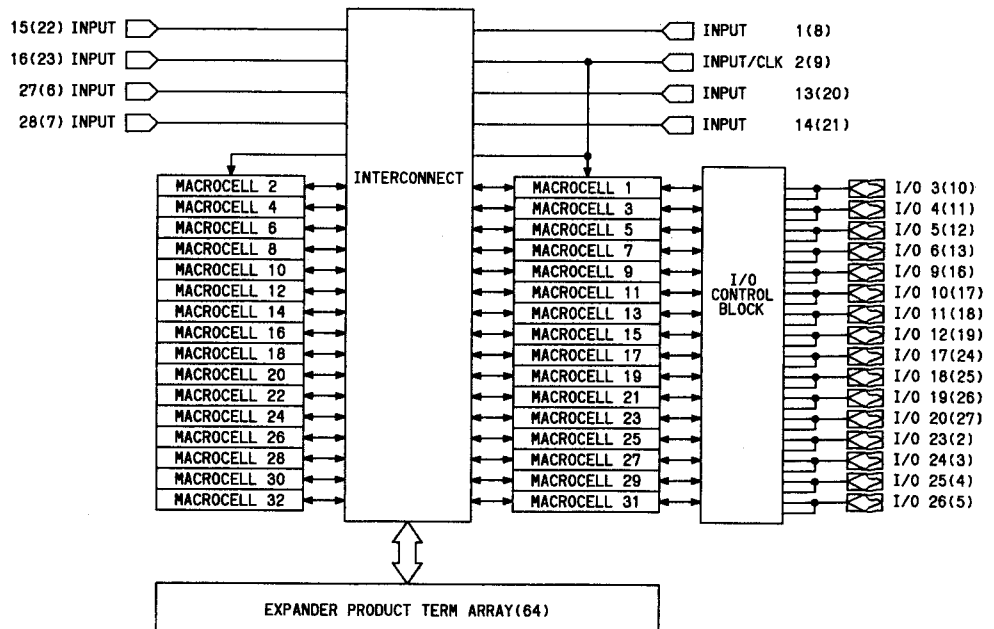 15(22) INPUT
16(23) INPUT
27(6) INPUT
28(7) INPUT
INPUT 1(8)
INPUT/CLK 2(9)
INPUT 13(20)
INPUT 14(21)
INTERCONNECT
MACROCELL 2
MACROCELL 4
MACROCELL 6
MACROCELL 8
MACROCELL 10
MACROCELL 12
MACROCELL 14
MACROCELL 16
MACROCELL 18
MACROCELL 20
MACROCELL 22
MACROCELL 24
MACROCELL 26
MACROCELL 28
MACROCELL 30
MACROCELL 32
MACROCELL 1
MACROCELL 3
MACROCELL 5
MACROCELL 7
MACROCELL 9
MACROCELL 11
MACROCELL 13
MACROCELL 15
MACROCELL 17
MACROCELL 19
MACROCELL 21
MACROCELL 23
MACROCELL 25
MACROCELL 27
MACROCELL 29
MACROCELL 31
I/O
CONTROL
BLOCK
I/O 3(10)
I/O 4(11)
I/O 5(12)
I/O 6(13)
I/O 9(16)
I/O 10(17)
I/O 11(18)
I/O 12(19)
I/O 17(24)
I/O 18(25)
I/O 19(26)
I/O 20(27)
I/O 23(2)
I/O 24(3)
I/O 25(4)
I/O 26(5)
EXPANDER PRODUCT TERM ARRAY(64)